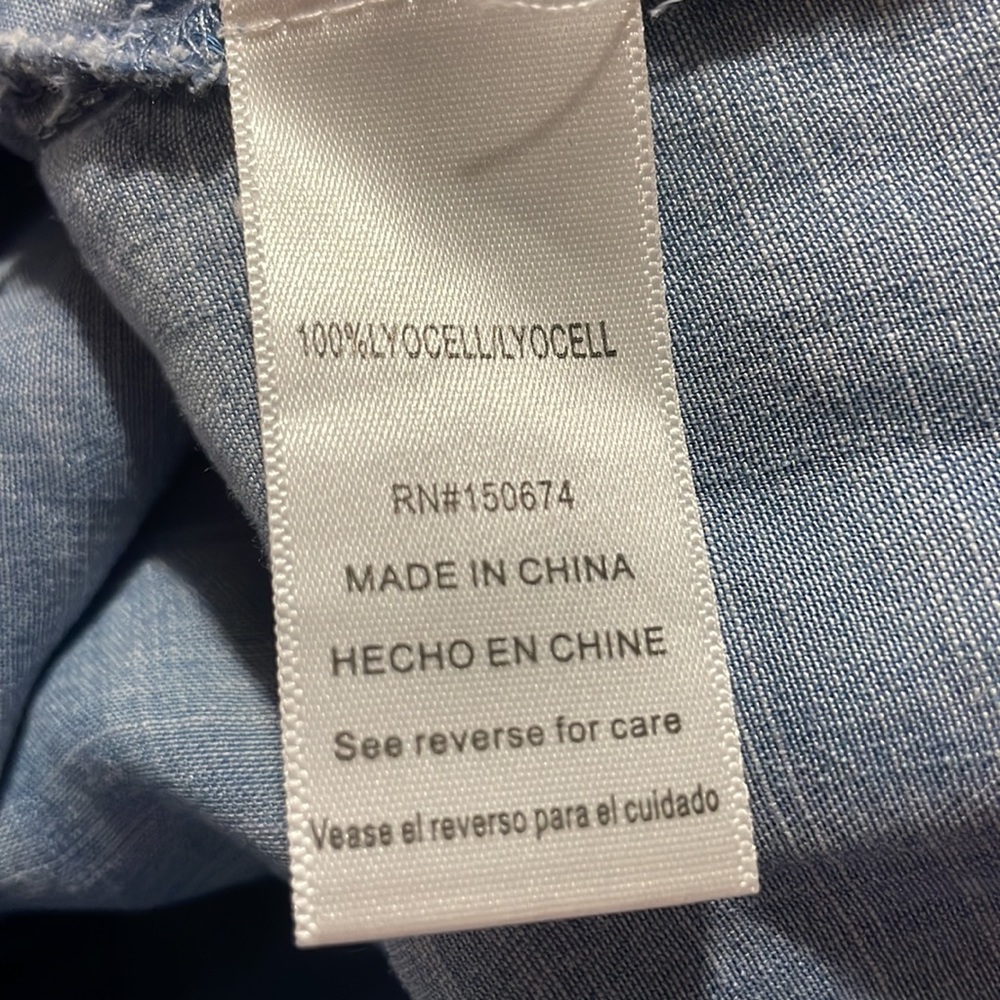 100%LYOCELL/LYOCELL
RN#150674
MADE IN CHINA
HECHO EN CHINE
See reverse for care
Vease el reverso para el cuidado